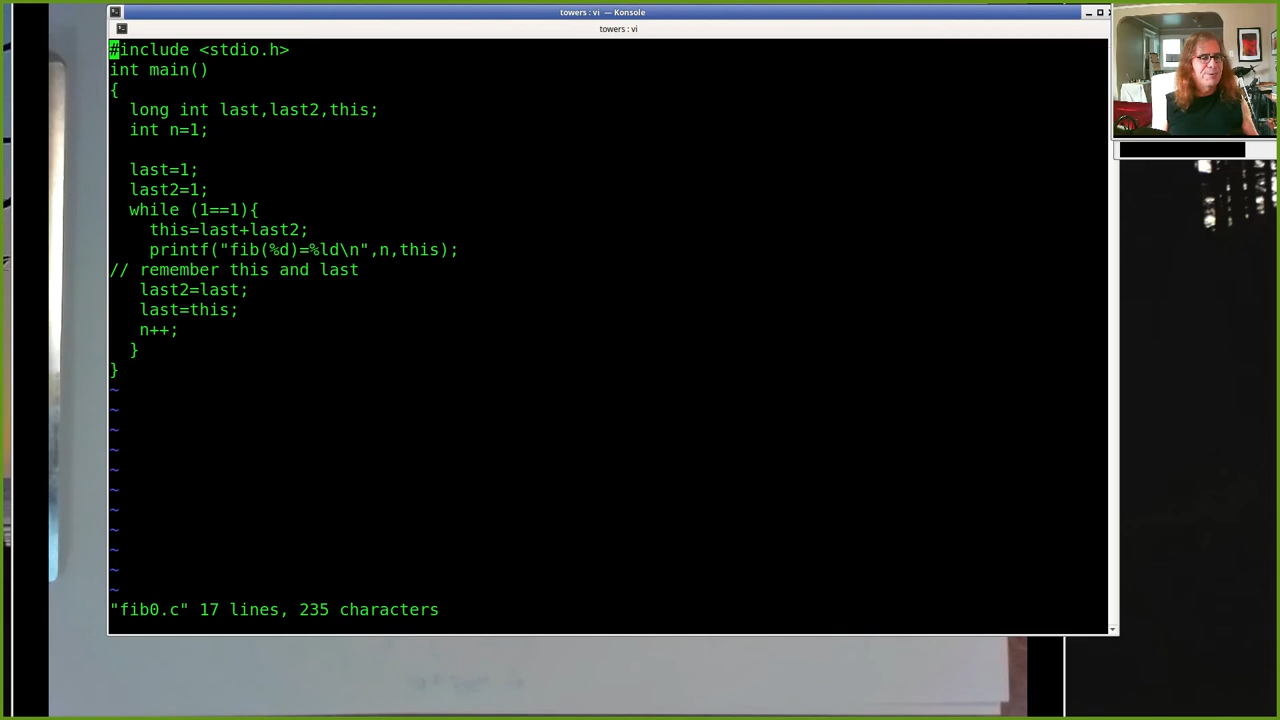 towers : vi — Konsole
towers : vi
#include <stdio.h>
int main()
{
  long int last,last2,this;
  int n=1;

  last=1;
  last2=1;
  while (1==1){
    this=last+last2;
    printf("fib(%d)=%ld\n",n,this);
// remember this and last
   last2=last;
   last=this;
   n++;
  }
}
~
~
~
~
~
~
~
~
~
~
~
"fib0.c" 17 lines, 235 characters